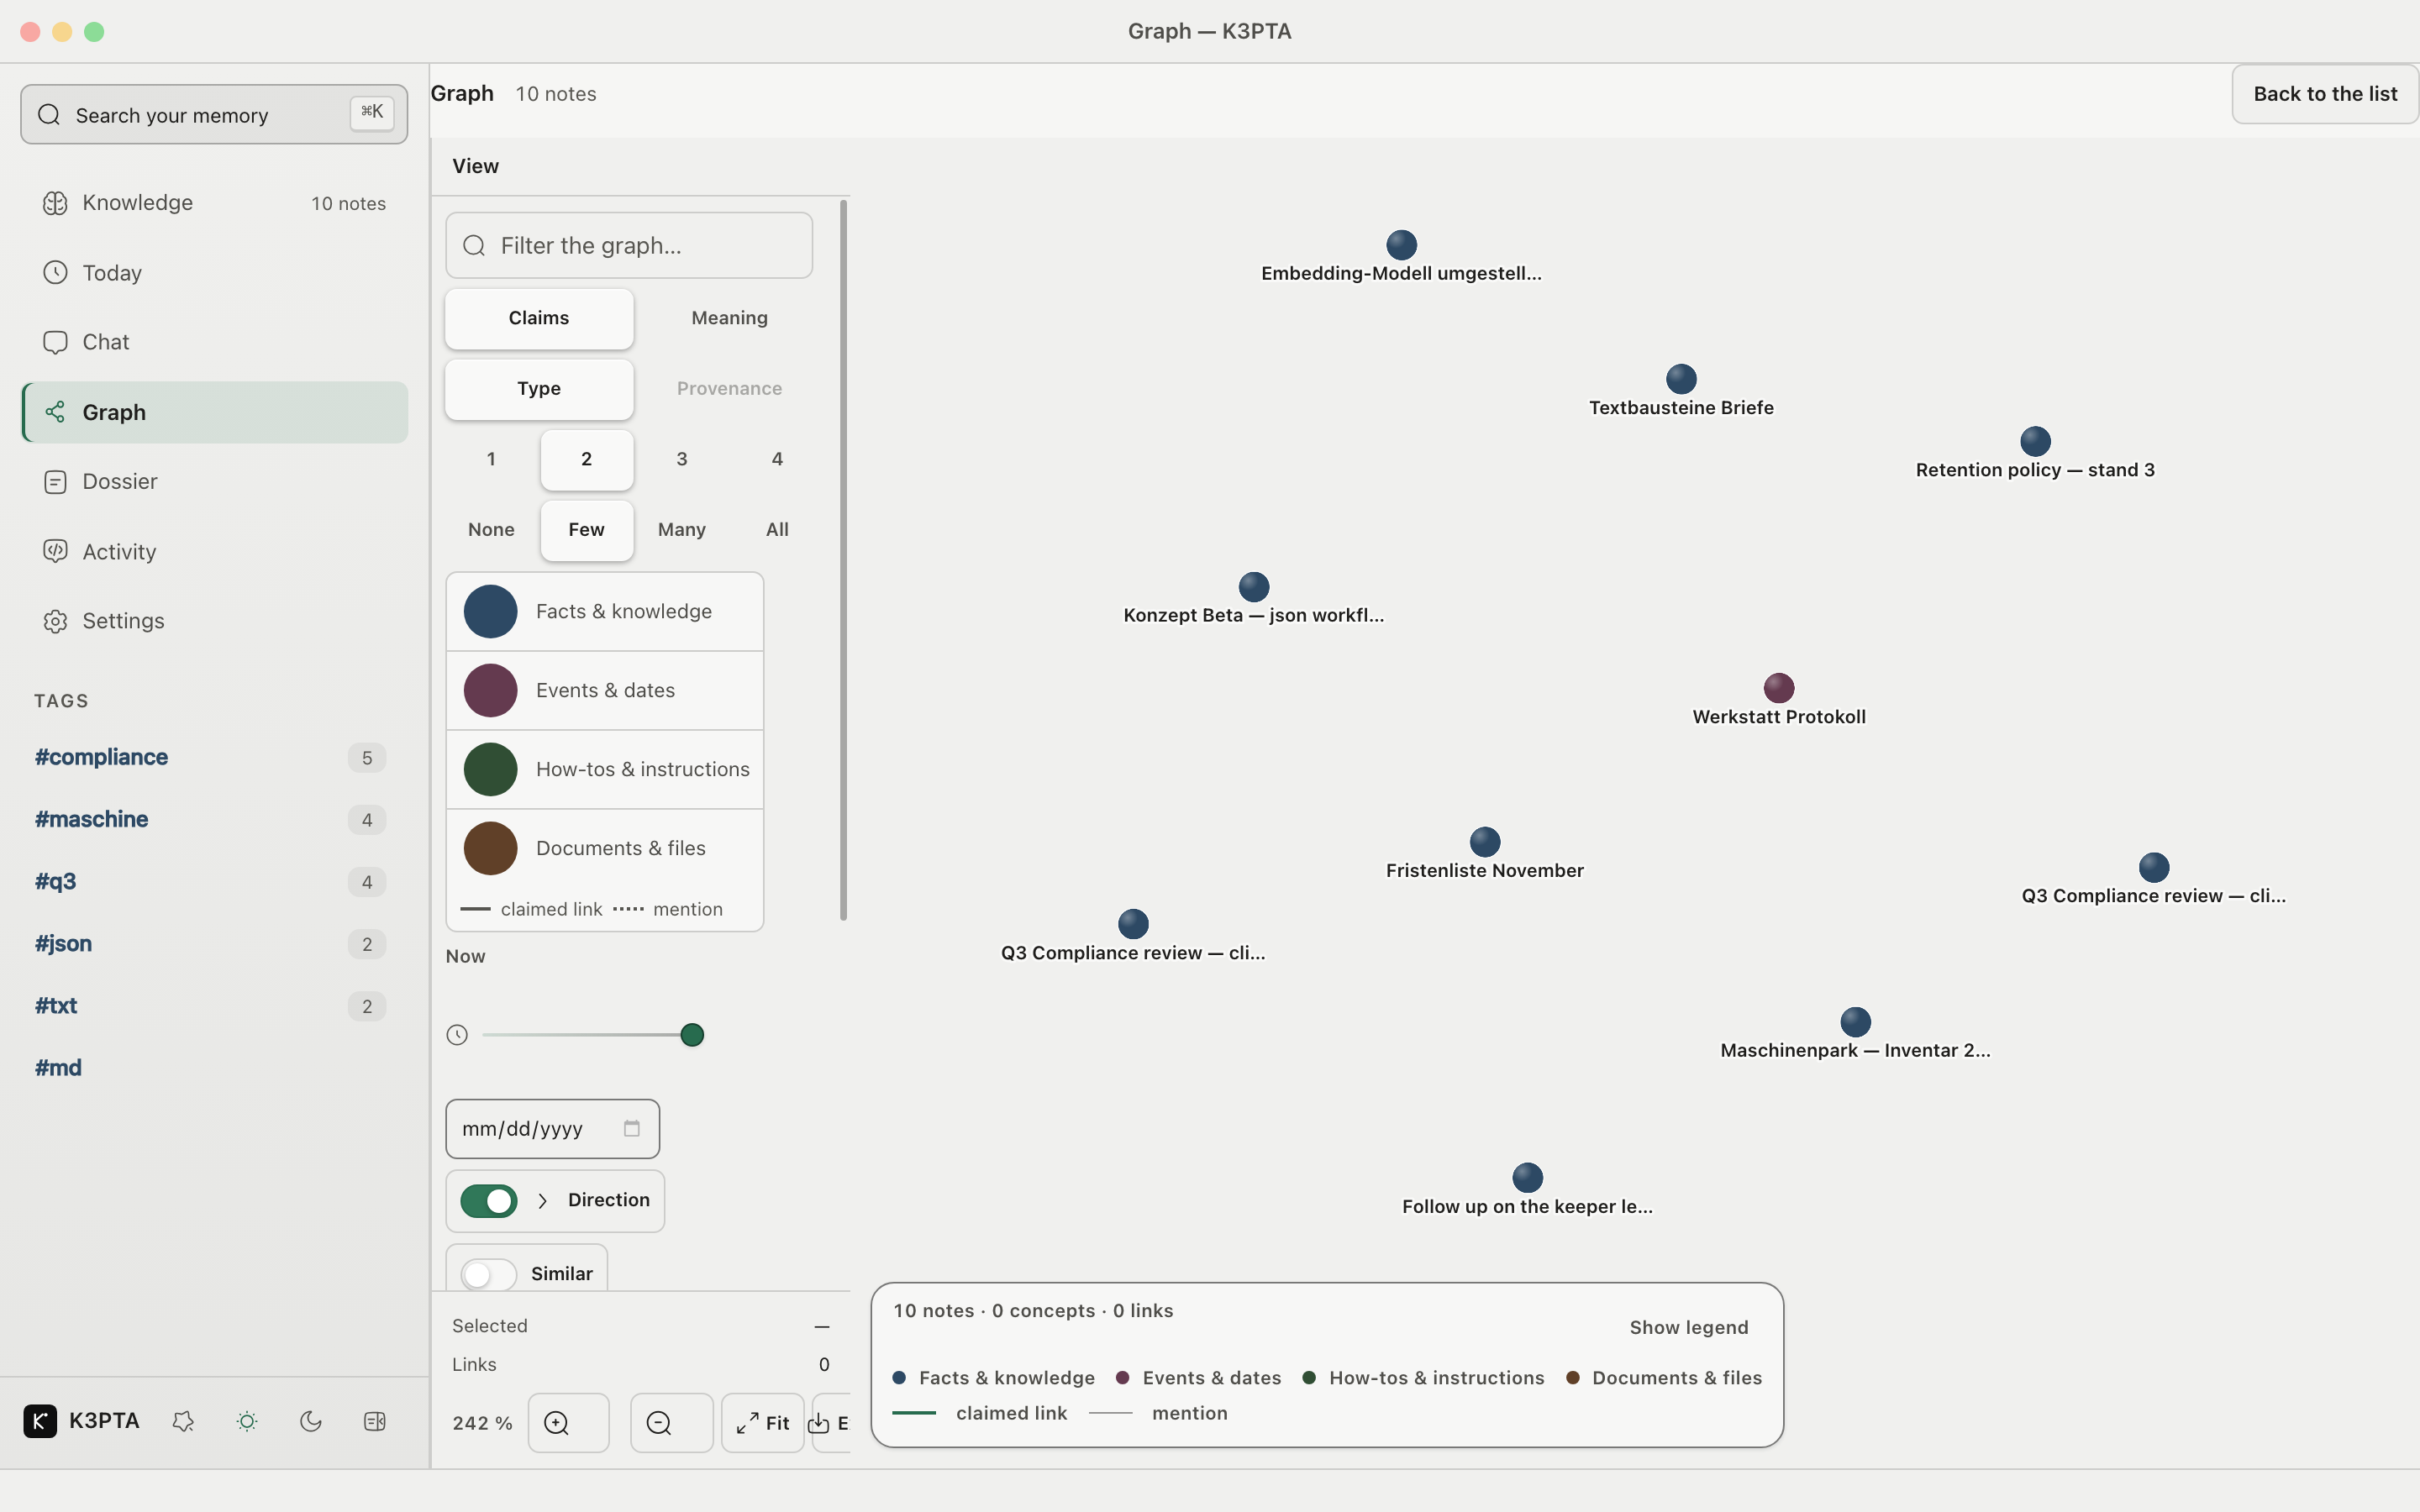 Graph — K3PTA
Search your memory
⌘K
Knowledge
10 notes
Today
Chat
Graph
Dossier
Activity
Settings
TAGS
#compliance
5
#maschine
4
#q3
4
#json
2
#txt
2
#md
K3PTA
Graph
10 notes
Back to the list
View
Filter the graph...
Claims
Meaning
Type
Provenance
1
2
3
4
None
Few
Many
All
Facts & knowledge
Events & dates
How-tos & instructions
Documents & files
claimed link
mention
Now
mm/dd/yyyy
Direction
Similar
Selected
—
Links
0
242 %
Fit
E
Embedding-Modell umgestell...
Textbausteine Briefe
Retention policy — stand 3
Konzept Beta — json workfl...
Werkstatt Protokoll
Fristenliste November
Q3 Compliance review — cli...
Q3 Compliance review — cli...
Maschinenpark — Inventar 2...
Follow up on the keeper le...
10 notes · 0 concepts · 0 links
Show legend
Facts & knowledge
Events & dates
How-tos & instructions
Documents & files
claimed link
mention